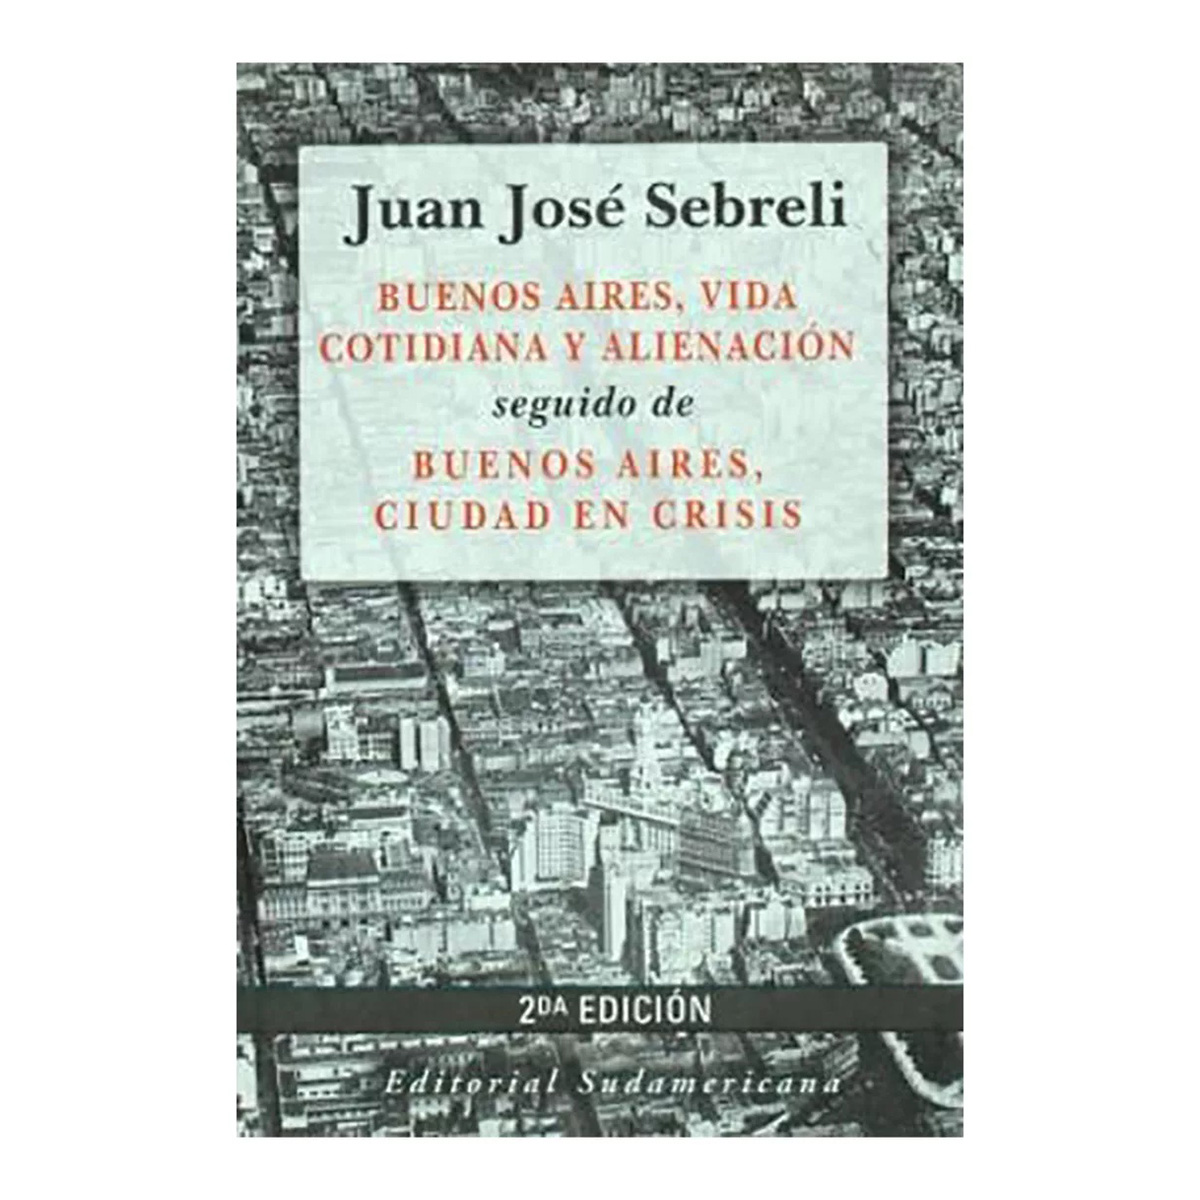 Juan José Sebreli
BUENOS AIRES, VIDA
COTIDIANA Y ALIENACIÓN
seguido de
BUENOS AIRES,
CIUDAD EN CRISIS
2DA EDICIÓN
Editorial Sudamericana